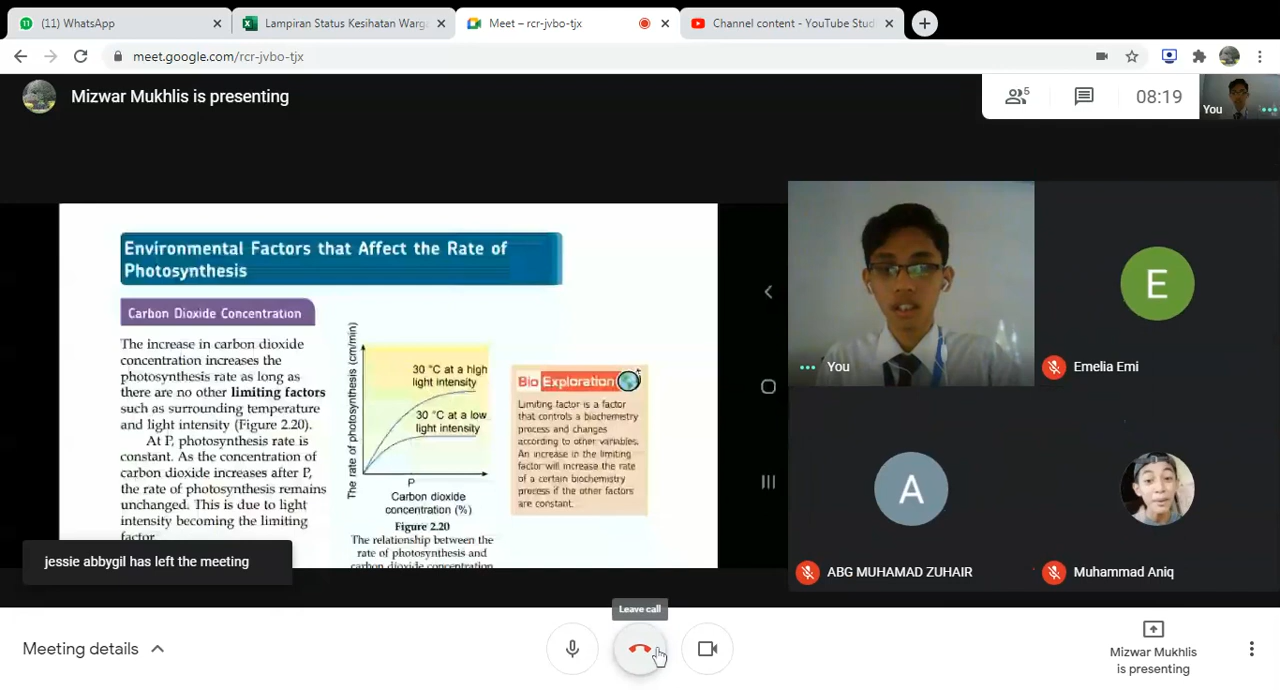 (11) WhatsApp
Lampiran Status Kesihatan Warg
Meet – rcr-jvbo-tjx
Channel content - YouTube Stud
meet.google.com/rcr-jvbo-tjx
Mizwar Mukhlis is presenting
5
08:19
You
Environmental Factors that Affect the Rate of
Photosynthesis
Carbon Dioxide Concentration
The increase in carbon dioxide
concentration increases the
photosynthesis rate as long as
there are no other limiting factors
such as surrounding temperature
and light intensity (Figure 2.20).
At P, photosynthesis rate is
constant. As the concentration of
carbon dioxide increases after P,
the rate of photosynthesis remains
unchanged. This is due to light
intensity becoming the limiting
factor
The rate of photosynthesis (cm/min)
30 °C at a high
light intensity
30 °C at a low
light intensity
P
Carbon dioxide
concentration (%)
Figure 2.20
The relationship between the
rate of photosynthesis and
carbon dioxide concentration
Bio Exploration
Limiting factor is a factor
that controls a biochemistry
process and changes
according to other variables.
An increase in the limiting
factor will increase the rate
of a certain biochemistry
process if the other factors
are constant.
You
E
Emelia Emi
A
ABG MUHAMAD ZUHAIR
Muhammad Aniq
jessie abbygil has left the meeting
Leave call
Meeting details
Mizwar Mukhlis
is presenting